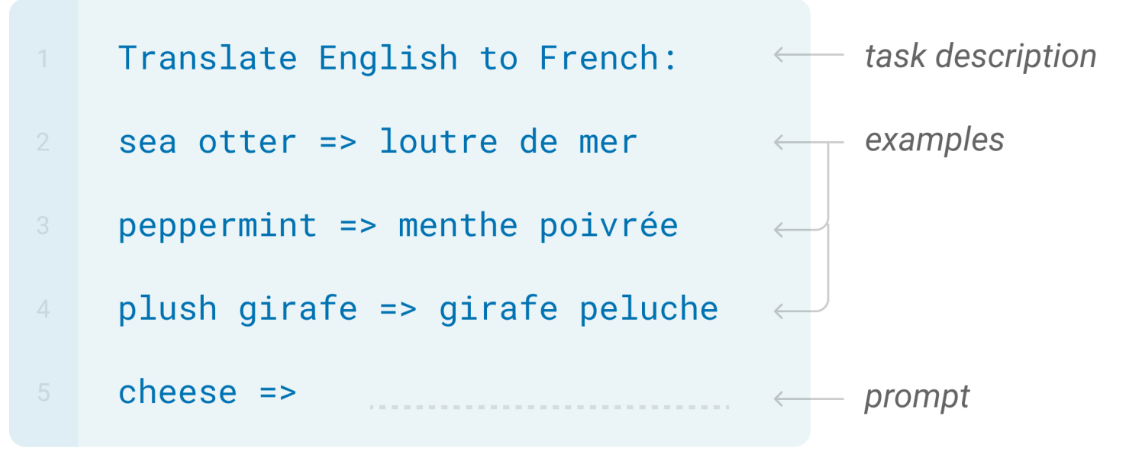 1 Translate English to French: task description
2 sea otter => loutre de mer examples
3 peppermint => menthe poivrée
4 plush girafe => girafe peluche
5 cheese => prompt